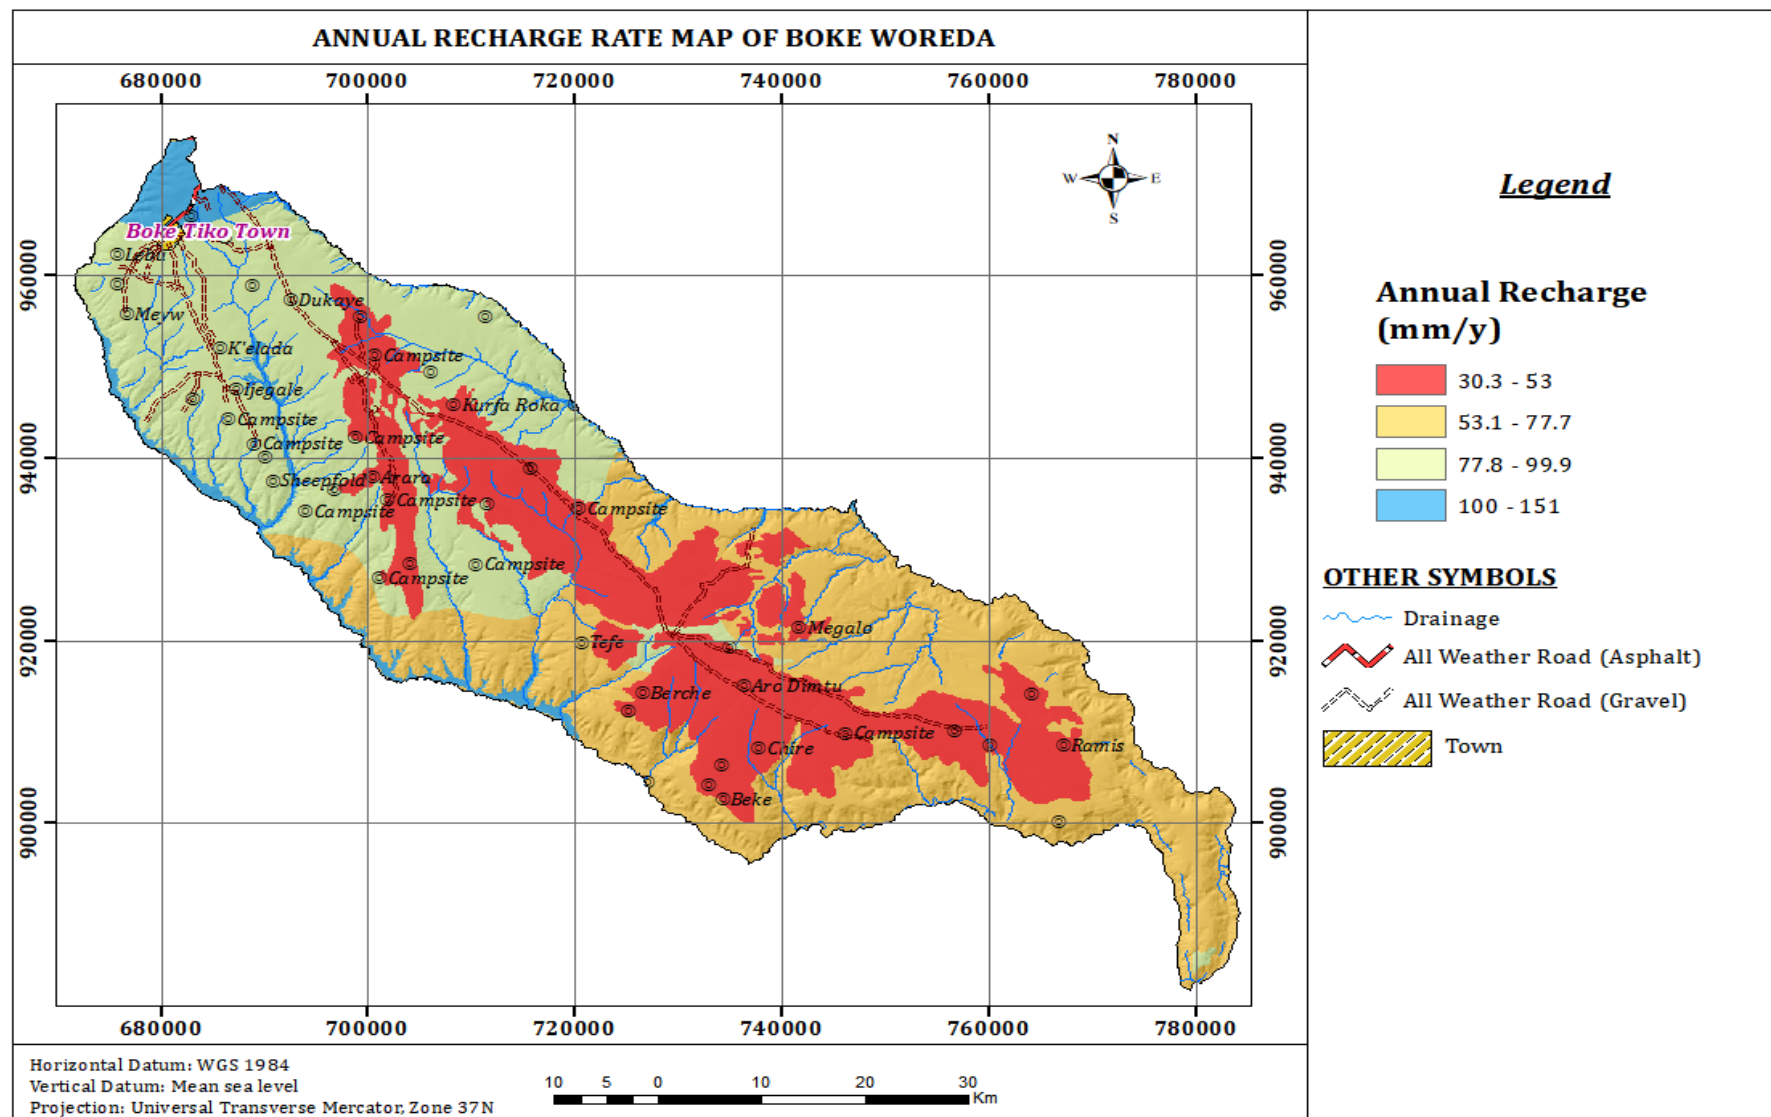 ANNUAL RECHARGE RATE MAP OF BOKE WOREDA
680000 700000 720000 740000 760000 780000
N
W E
S
Boke Tiko Town
960000 960000
Meyw
Dukaye
K'elada
Campsite
Ijegale
Kurfa Roka
Campsite
Campsite
Campsite
940000 940000
Sheepfold
Arara
Campsite
Campsite
Campsite
Campsite
Campsite
920000 920000
Tefe
Megalo
Berche
Aro Dimtu
Chire
Campsite
Ramis
Beke
900000 900000
680000 700000 720000 740000 760000 780000
Horizontal Datum: WGS 1984
Vertical Datum: Mean sea level
Projection: Universal Transverse Mercator, Zone 37N
10 5 0 10 20 30
Km
Legend
Annual Recharge
(mm/y)
30.3 - 53
53.1 - 77.7
77.8 - 99.9
100 - 151
OTHER SYMBOLS
Drainage
All Weather Road (Asphalt)
All Weather Road (Gravel)
Town